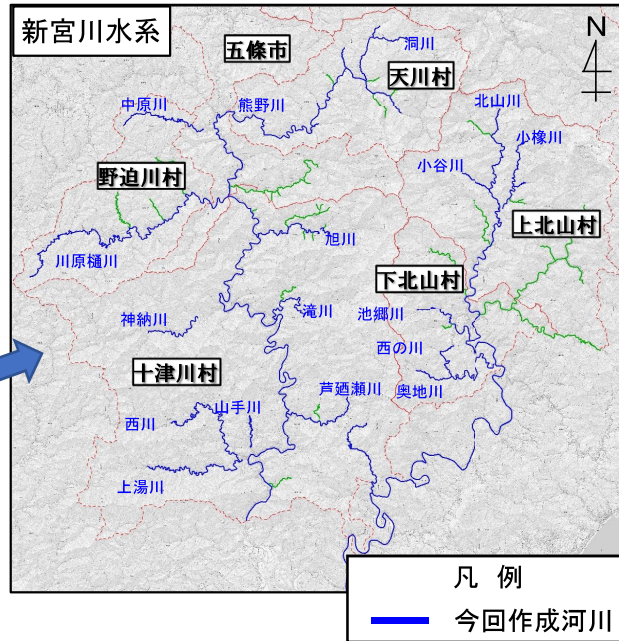 新宮川水系
N
五條市
洞川
天川村
中原川
熊野川
北山川
小橡川
小谷川
野迫川村
上北山村
旭川
川原樋川
下北山村
神納川
滝川
池郷川
西の川
十津川村
芦廼瀬川
奥地川
山手川
西川
上湯川
凡 例
今回作成河川